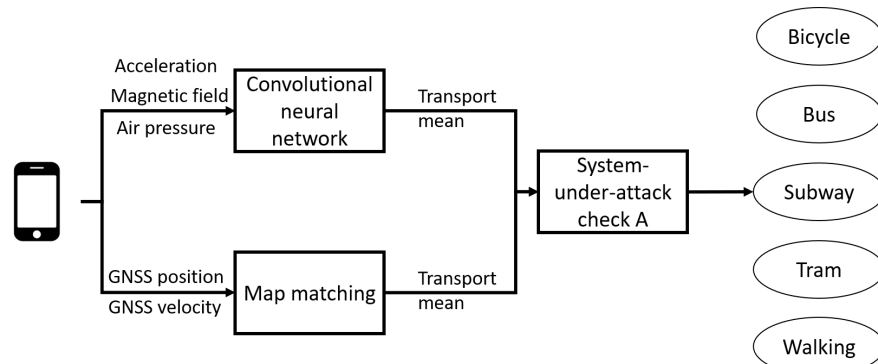 Acceleration
Magnetic field
Air pressure
Convolutional
neural
network
Transport
mean
GNSS position
GNSS velocity
Map matching
Transport
mean
System-
under-attack
check A
Bicycle
Bus
Subway
Tram
Walking